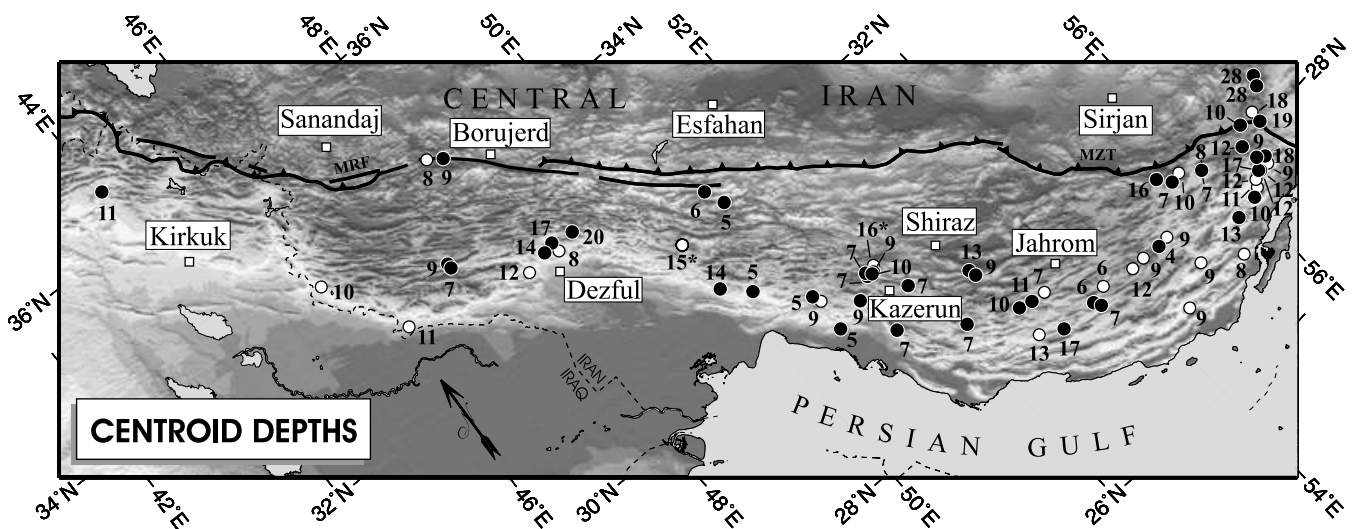 46°E
48°E
36°N
50°E
34°N
52°E
32°N
56°E
28°N
44°E
36°N
56°E
54°E
34°N
42°E
32°N
46°E
30°N
48°E
28°N
50°E
26°N
CENTRAL IRAN
Sanandaj
Borujerd
Esfahan
Sirjan
MRF
MZT
Kirkuk
Dezful
Shiraz
Kazerun
Jahrom
IRAN
IRAQ
PERSIAN GULF
CENTROID DEPTHS
28
28
10
18
19
12
9
17
18
9
12
12
11
10
13
8
7
16
7
10
8
9
11
6
5
17
20
14
8
12
9
7
10
11
15*
14
5
16*
9
7
7
10
7
13
9
5
9
9
5
7
7
11
7
10
13
17
6
6
7
9
4
9
12
9
9
8